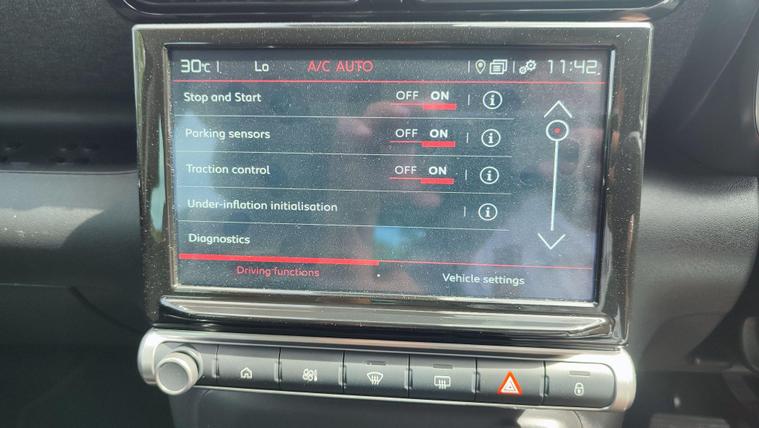 30°C Lo A/C AUTO 11:42
Stop and Start OFF ON
Parking sensors OFF ON
Traction control OFF ON
Under-inflation initialisation
Diagnostics
Driving functions Vehicle settings